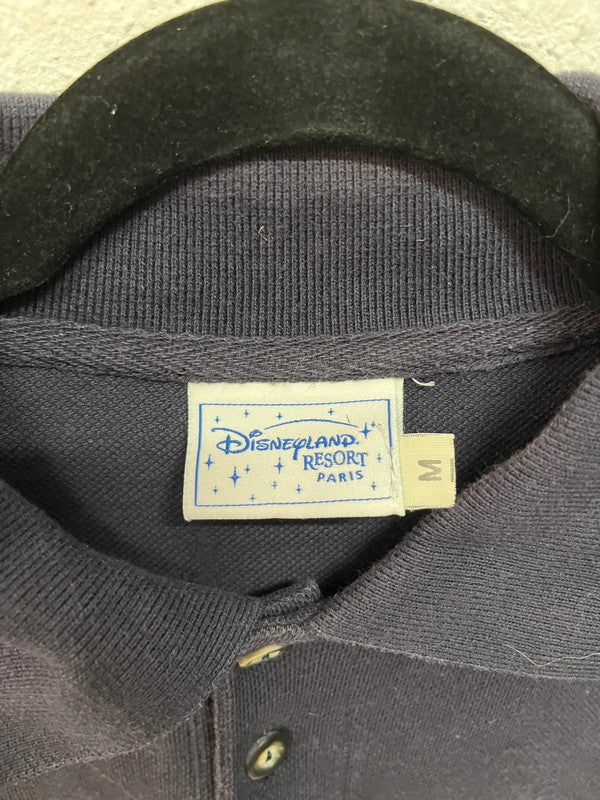 Disneyland
RESORT
PARIS
M